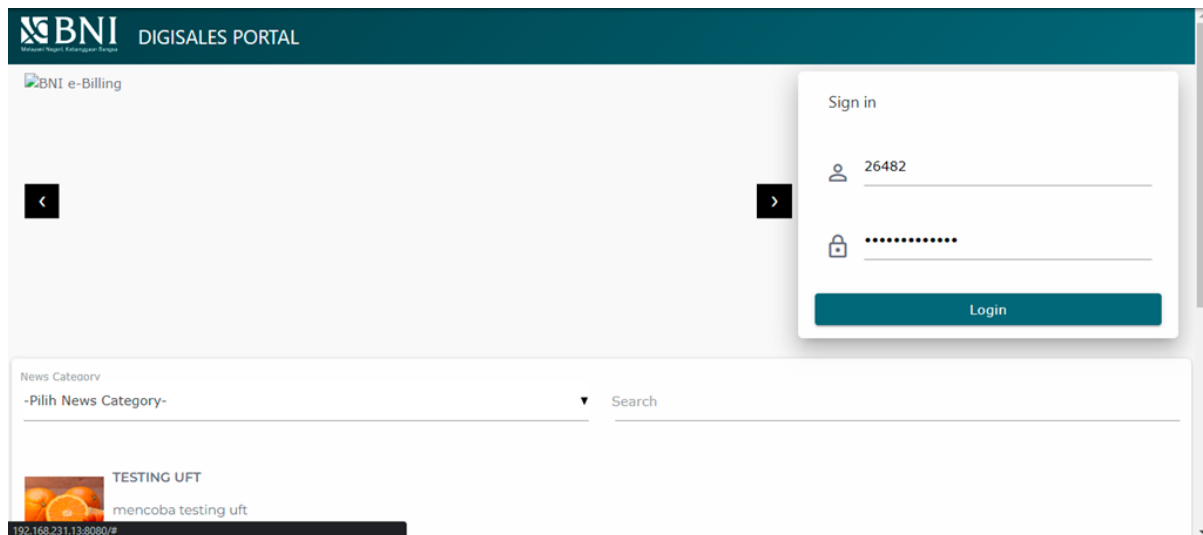 BNI
Melayani Negeri, Kebanggaan Bangsa
DIGISALES PORTAL
BNI e-Billing
Sign in
26482
•••••••••••••
Login
News Category
-Pilih News Category-
Search
TESTING UFT
mencoba testing uft
192.168.231.13:8080/#